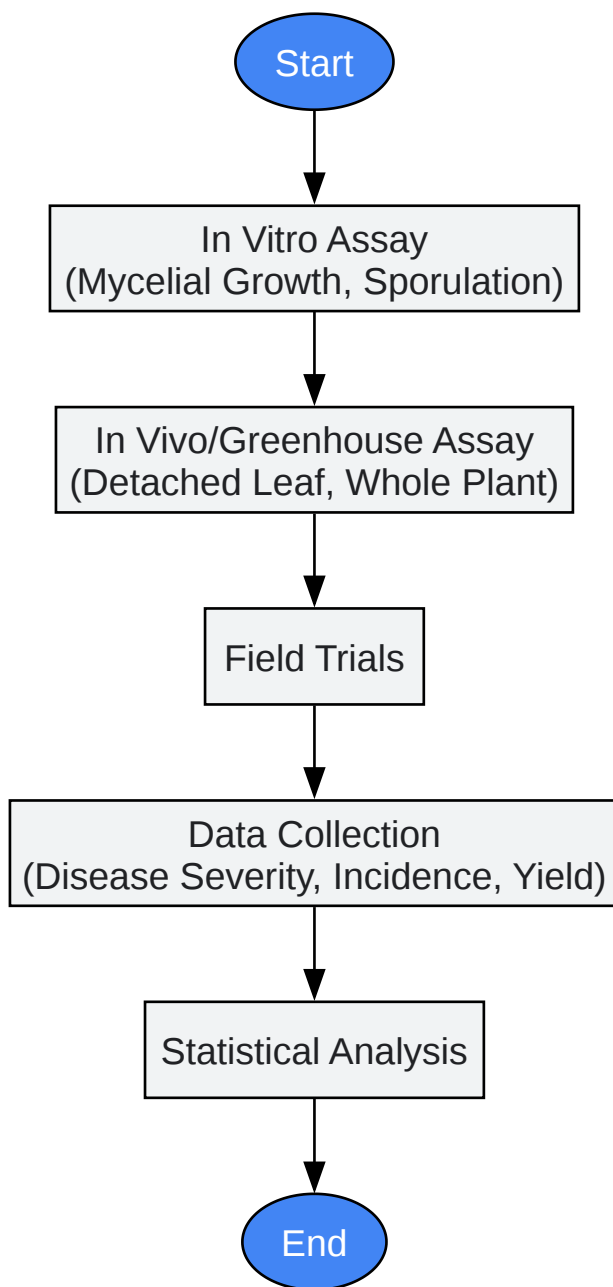 Start
In Vitro Assay
(Mycelial Growth, Sporulation)
In Vivo/Greenhouse Assay
(Detached Leaf, Whole Plant)
Field Trials
Data Collection
(Disease Severity, Incidence, Yield)
Statistical Analysis
End